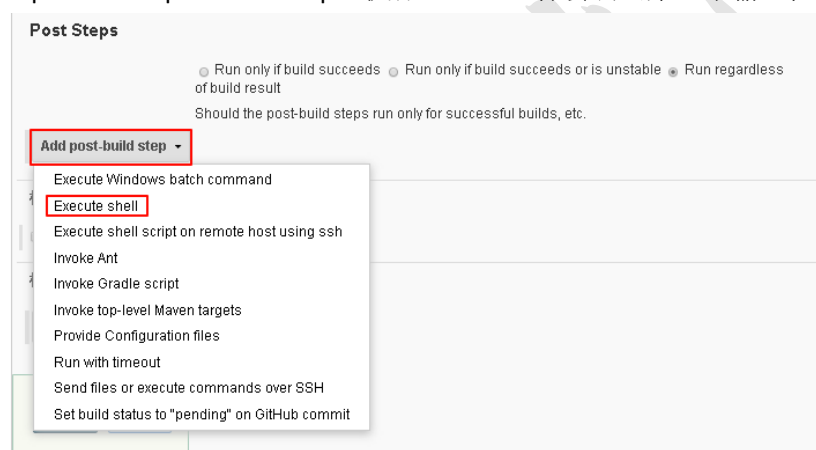 Post Steps
Run only if build succeeds Run only if build succeeds or is unstable Run regardless
of build result
Should the post-build steps run only for successful builds, etc.
Add post-build step
Execute Windows batch command
Execute shell
Execute shell script on remote host using ssh
Invoke Ant
Invoke Gradle script
Invoke top-level Maven targets
Provide Configuration files
Run with timeout
Send files or execute commands over SSH
Set build status to "pending" on GitHub commit